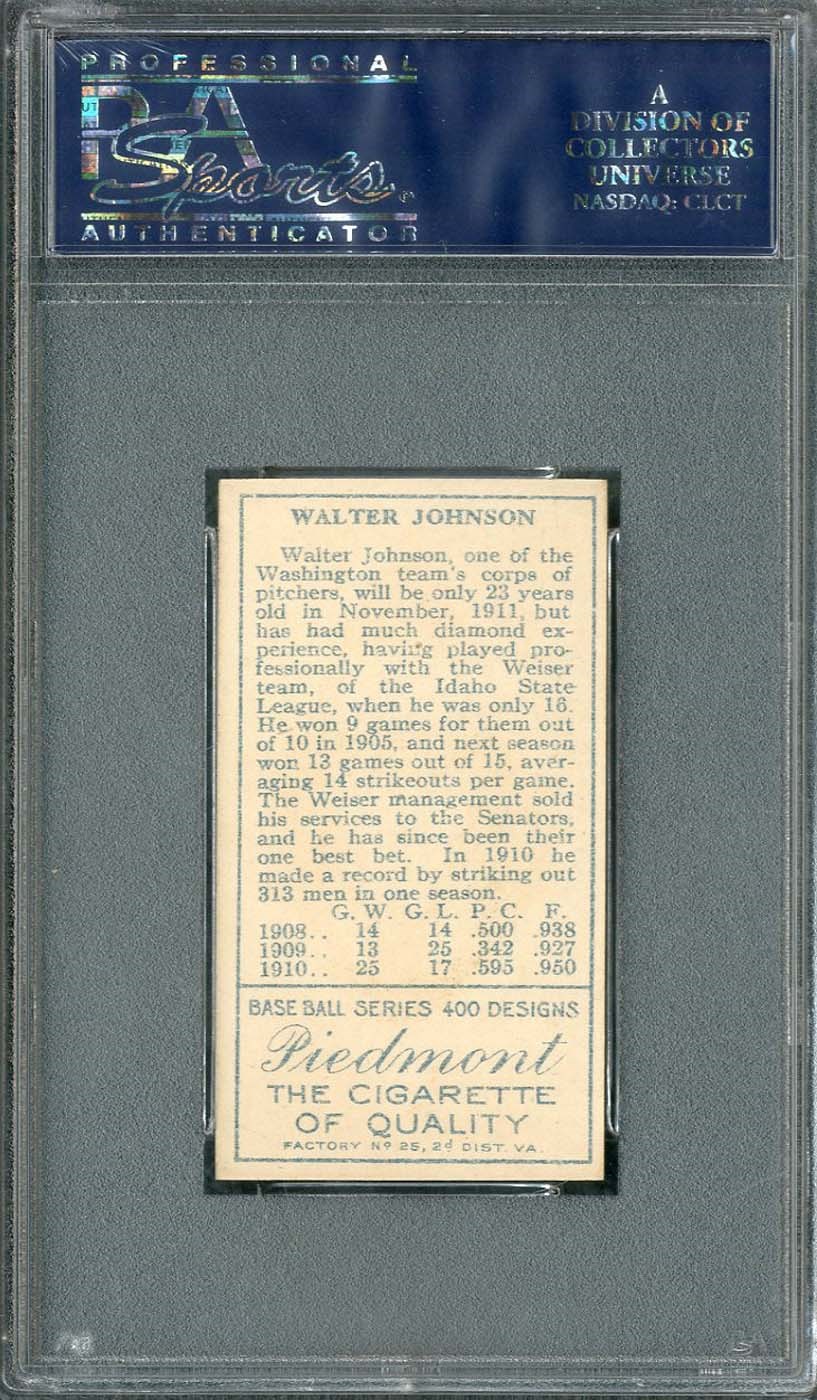 PROFESSIONAL
PSA
Sports
AUTHENTICATOR
A
DIVISION OF
COLLECTORS
UNIVERSE
NASDAQ: CLCT
WALTER JOHNSON
Walter Johnson, one of the
Washington team's corps of
pitchers, will be only 23 years
old in November, 1911, but
has had much diamond ex-
perience, having played pro-
fessionally with the Weiser
team, of the Idaho State
League, when he was only 16.
He won 9 games for them out
of 10 in 1905, and next season
won 13 games out of 15, aver-
aging 14 strikeouts per game.
The Weiser management sold
his services to the Senators,
and he has since been their
one best bet. In 1910 he
made a record by striking out
313 men in one season.
G. W. G. L. P. C. F.
1908.. 14 14 .500 .938
1909.. 13 25 .342 .927
1910.. 25 17 .595 .950
BASE BALL SERIES 400 DESIGNS
Piedmont
THE CIGARETTE
OF QUALITY
FACTORY Nº 25, 2d DIST. VA.